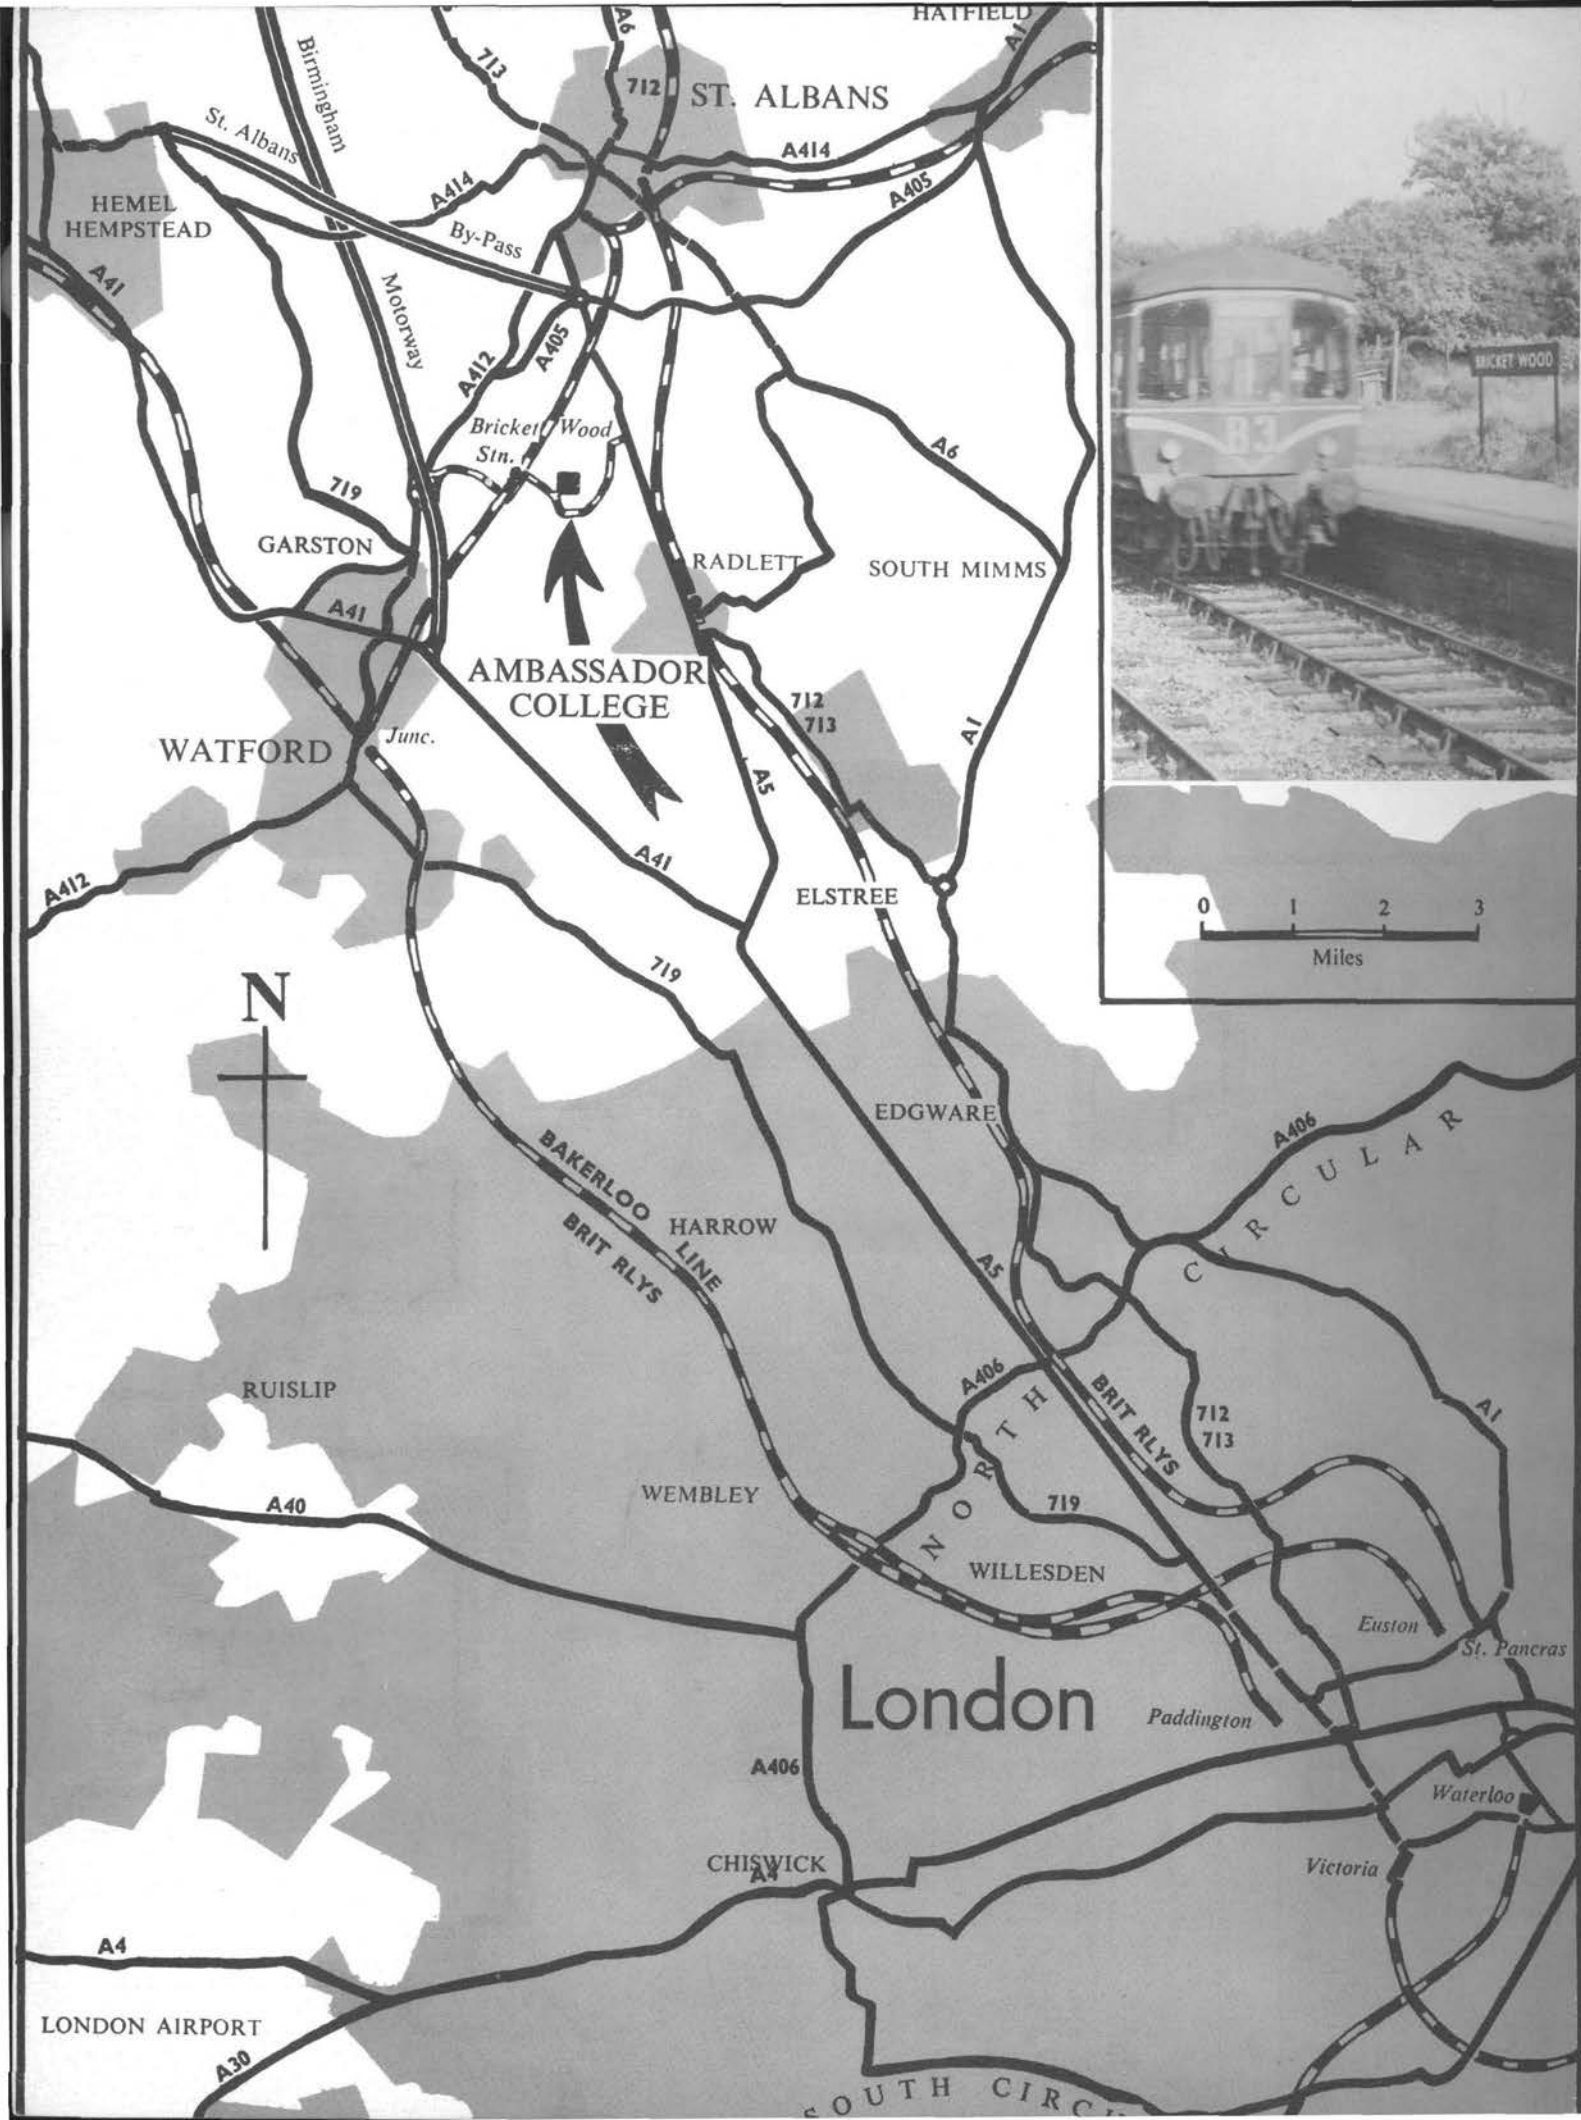 HATFIELD
A6
A1
713
Birmingham
712
ST. ALBANS
St. Albans
A414
A414
A405
HEMEL
HEMPSTEAD
By-Pass
A41
Motorway
A405
A412
BRICKET WOOD
B3
Bricket Wood
Stn.
A6
719
GARSTON
RADLETT
SOUTH MIMMS
A41
AMBASSADOR
COLLEGE
712
713
A1
WATFORD
Junc.
A5
A41
A412
ELSTREE
0 1 2 3
Miles
719
N
EDGWARE
A406
CIRCULAR
BAKERLOO
LINE
BRIT RLYS
HARROW
A5
RUISLIP
A406
NORTH
BRIT RLYS
712
713
A1
WEMBLEY
A40
719
WILLESDEN
Euston
St. Pancras
London
Paddington
A406
Waterloo
CHISWICK
A4
Victoria
A4
LONDON AIRPORT
A30
SOUTH CIRC